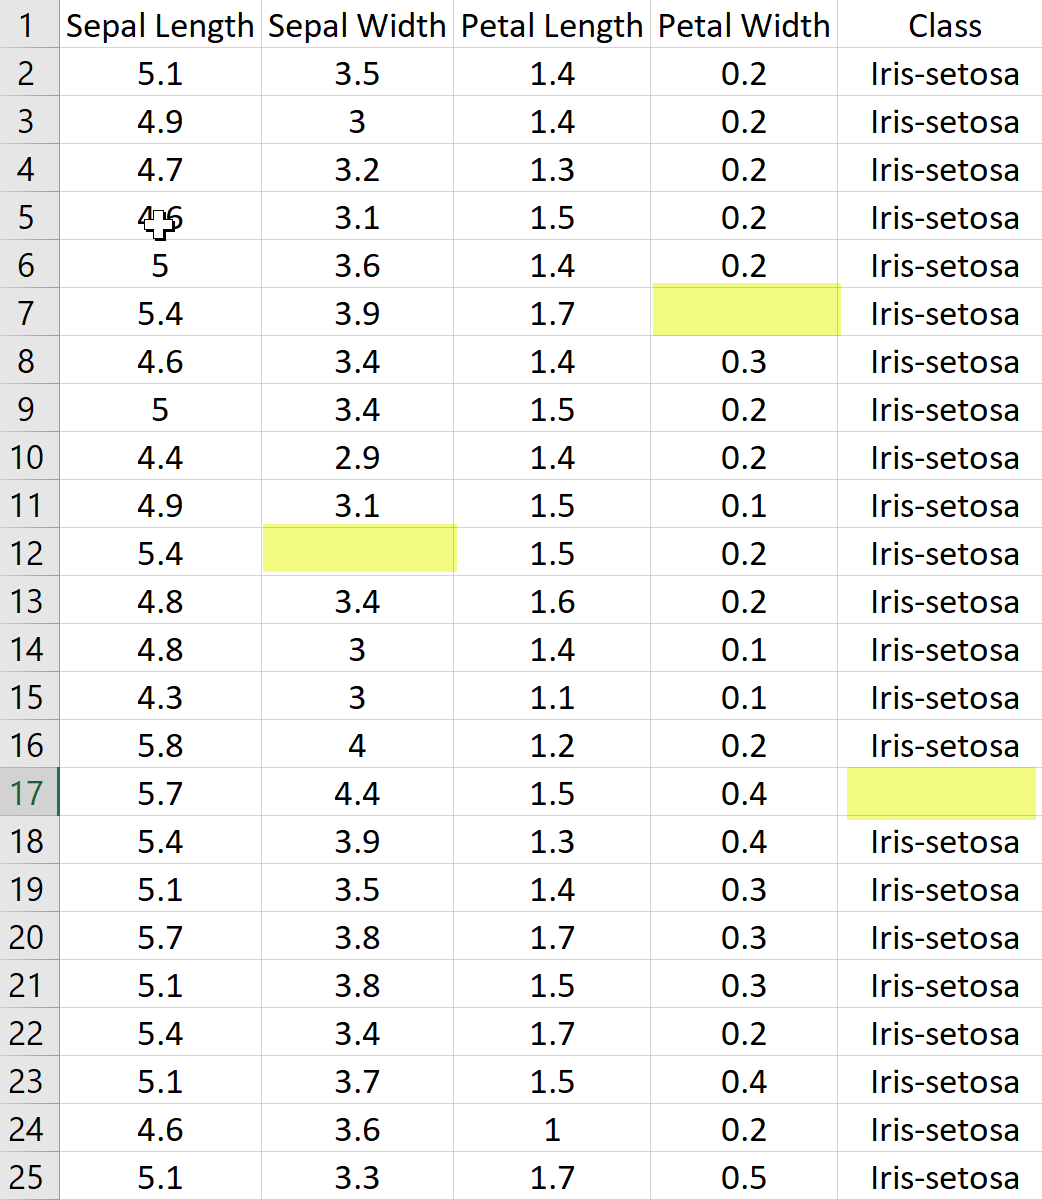 1 Sepal Length Sepal Width Petal Length Petal Width Class
2 5.1 3.5 1.4 0.2 Iris-setosa
3 4.9 3 1.4 0.2 Iris-setosa
4 4.7 3.2 1.3 0.2 Iris-setosa
5 4.6 3.1 1.5 0.2 Iris-setosa
6 5 3.6 1.4 0.2 Iris-setosa
7 5.4 3.9 1.7 Iris-setosa
8 4.6 3.4 1.4 0.3 Iris-setosa
9 5 3.4 1.5 0.2 Iris-setosa
10 4.4 2.9 1.4 0.2 Iris-setosa
11 4.9 3.1 1.5 0.1 Iris-setosa
12 5.4 1.5 0.2 Iris-setosa
13 4.8 3.4 1.6 0.2 Iris-setosa
14 4.8 3 1.4 0.1 Iris-setosa
15 4.3 3 1.1 0.1 Iris-setosa
16 5.8 4 1.2 0.2 Iris-setosa
17 5.7 4.4 1.5 0.4
18 5.4 3.9 1.3 0.4 Iris-setosa
19 5.1 3.5 1.4 0.3 Iris-setosa
20 5.7 3.8 1.7 0.3 Iris-setosa
21 5.1 3.8 1.5 0.3 Iris-setosa
22 5.4 3.4 1.7 0.2 Iris-setosa
23 5.1 3.7 1.5 0.4 Iris-setosa
24 4.6 3.6 1 0.2 Iris-setosa
25 5.1 3.3 1.7 0.5 Iris-setosa